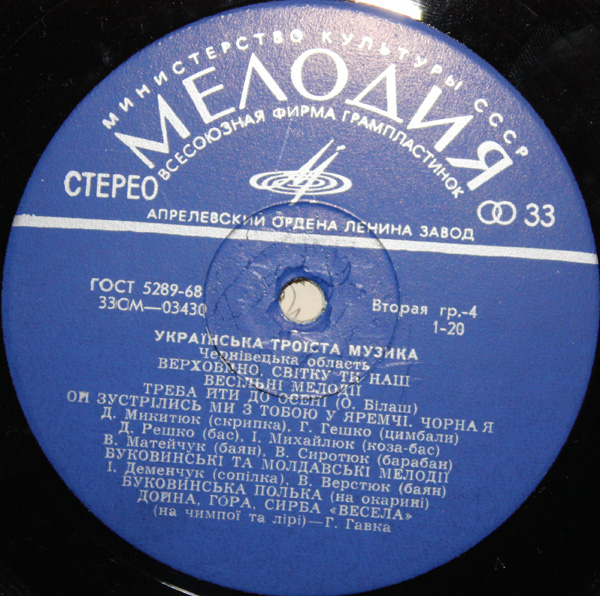 МИНИСТЕРСТВО КУЛЬТУРЫ СССР
МЕЛОДИЯ
ВСЕСОЮЗНАЯ ФИРМА ГРАМПЛАСТИНОК
СТЕРЕО
33
АПРЕЛЕВСКИЙ ОРДЕНА ЛЕНИНА ЗАВОД
ГОСТ 5289-68
33СМ—03430
Вторая гр.-4
1-20
УКРАЇНСЬКА ТРОЇСТА МУЗИКА
Чернівецька область
ВЕРХОВИНО, СВІТКУ ТИ НАШ
ВЕСІЛЬНІ МЕЛОДІЇ
ТРЕБА ЙТИ ДО ОСЕНІ (О. Білаш)
ОЙ ЗУСТРІЛИСЬ МИ З ТОБОЮ У ЯРЕМЧІ. ЧОРНА Я
Д. Микитюк (скрипка), Г. Гешко (цимбали)
Д. Решко (бас), І. Михайлюк (коза-бас)
В. Матейчук (баян), В. Сиротюк (барабан)
БУКОВИНСЬКІ ТА МОЛДАВСЬКІ МЕЛОДІЇ
І. Деменчук (сопілка), В. Верстюк (баян)
БУКОВИНСЬКА ПОЛЬКА (на окарині)
ДОЙНА, ГОРА, СИРБА «ВЕСЕЛА»
(на чимпої та лірі)—Г. Гавка